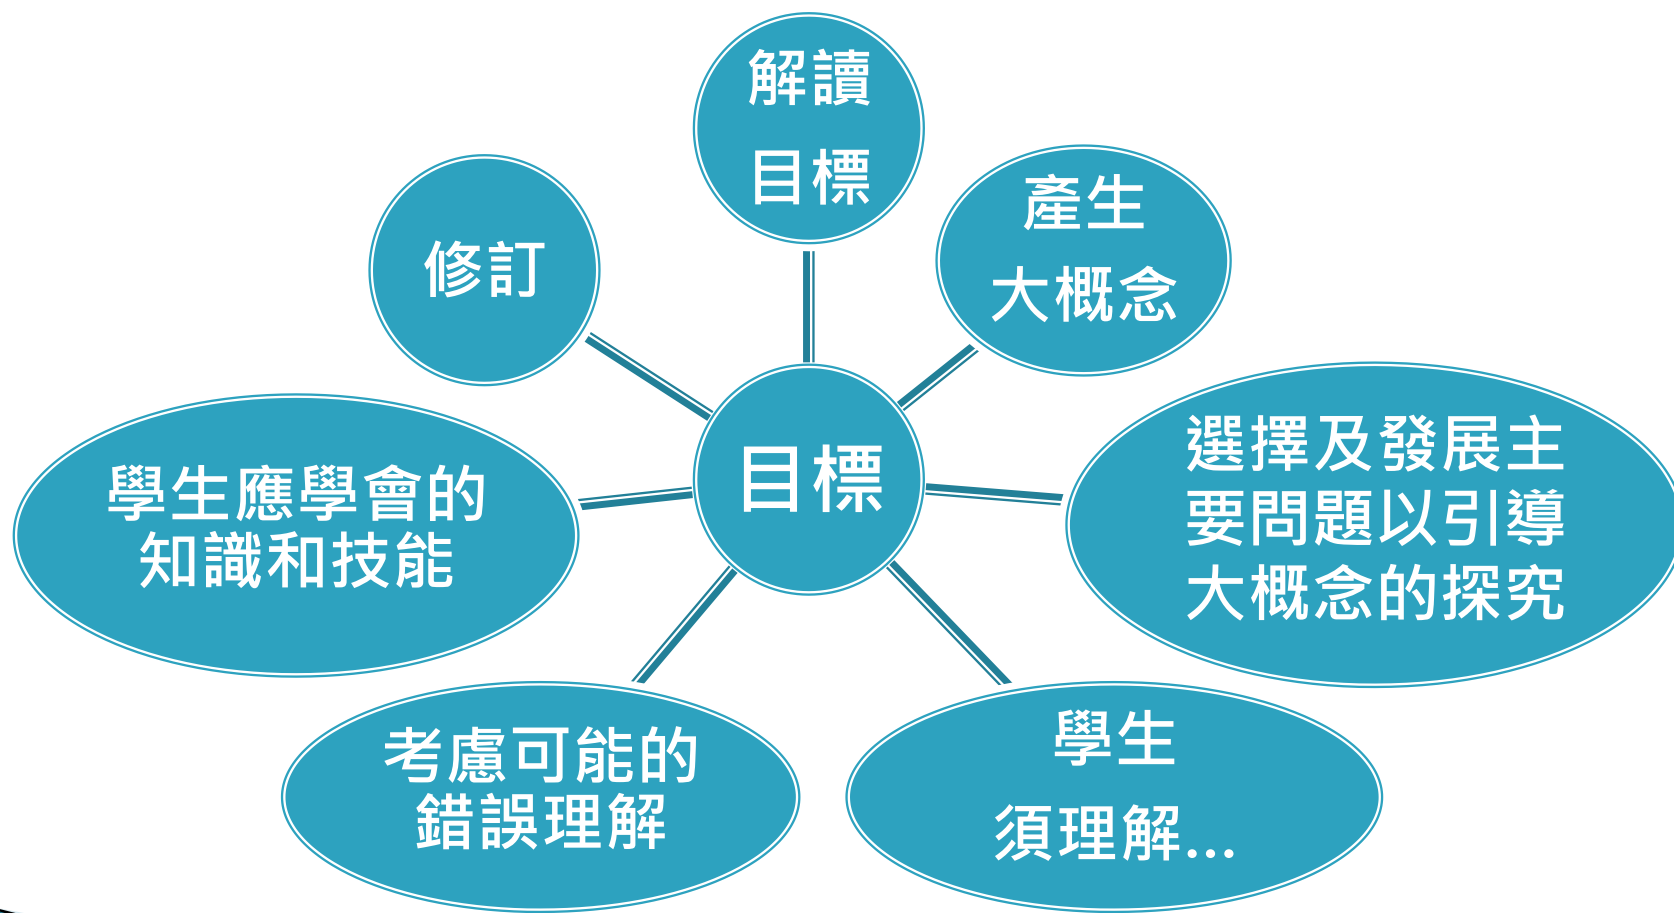 解讀
目標
產生
大概念
選擇及發展主
要問題以引導
大概念的探究
學生
須理解...
考慮可能的
錯誤理解
學生應學會的
知識和技能
修訂
目標